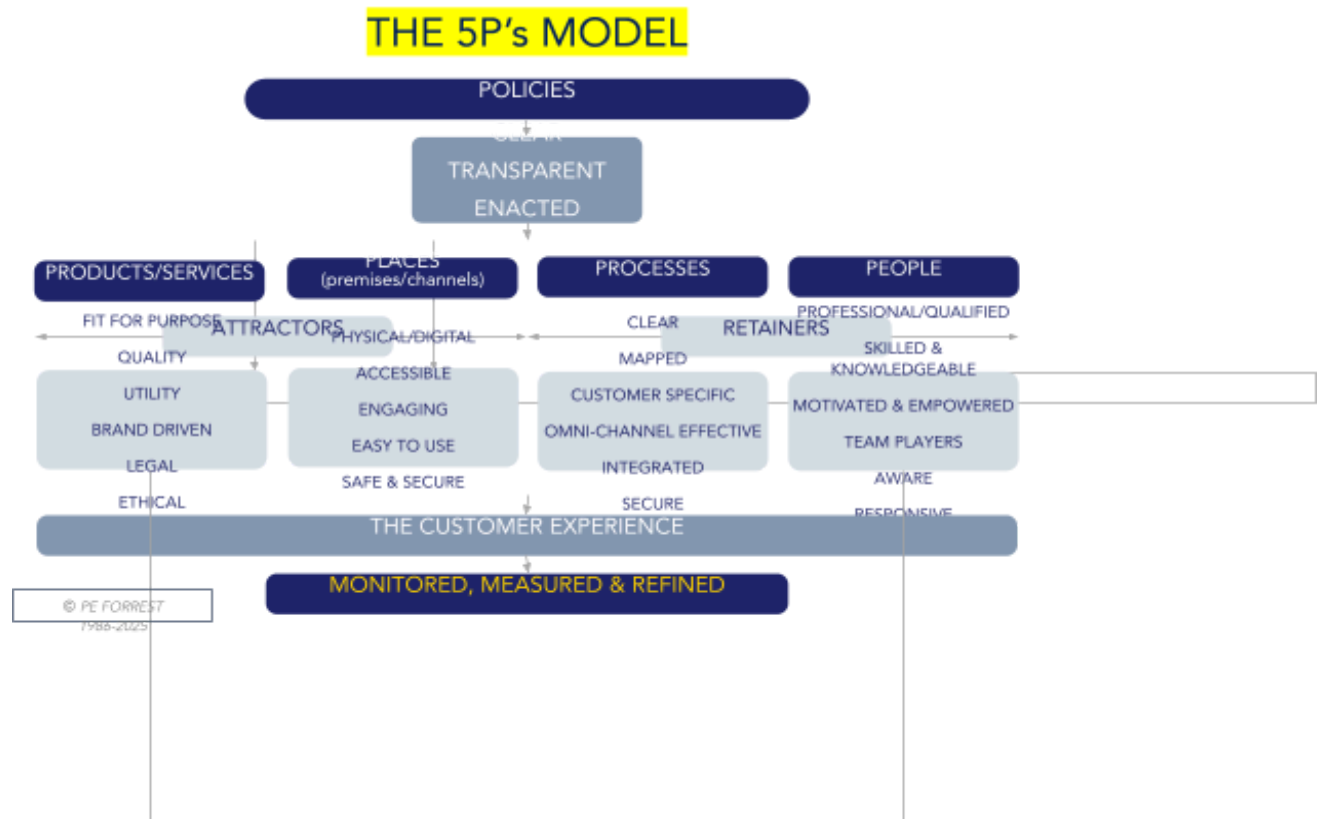 THE 5P's MODEL
POLICIES
CLEAR
TRANSPARENT
ENACTED
PRODUCTS/SERVICES
PLACES
(premises/channels)
PROCESSES
PEOPLE
ATTRACTORS
RETAINERS
FIT FOR PURPOSE
QUALITY
UTILITY
BRAND DRIVEN
LEGAL
ETHICAL
PHYSICAL/DIGITAL
ACCESSIBLE
ENGAGING
EASY TO USE
SAFE & SECURE
CLEAR
MAPPED
CUSTOMER SPECIFIC
OMNI-CHANNEL EFFECTIVE
INTEGRATED
SECURE
PROFESSIONAL/QUALIFIED
SKILLED &
KNOWLEDGEABLE
MOTIVATED & EMPOWERED
TEAM PLAYERS
AWARE
RESPONSIVE
THE CUSTOMER EXPERIENCE
MONITORED, MEASURED & REFINED
© PE FORREST
1986-2025